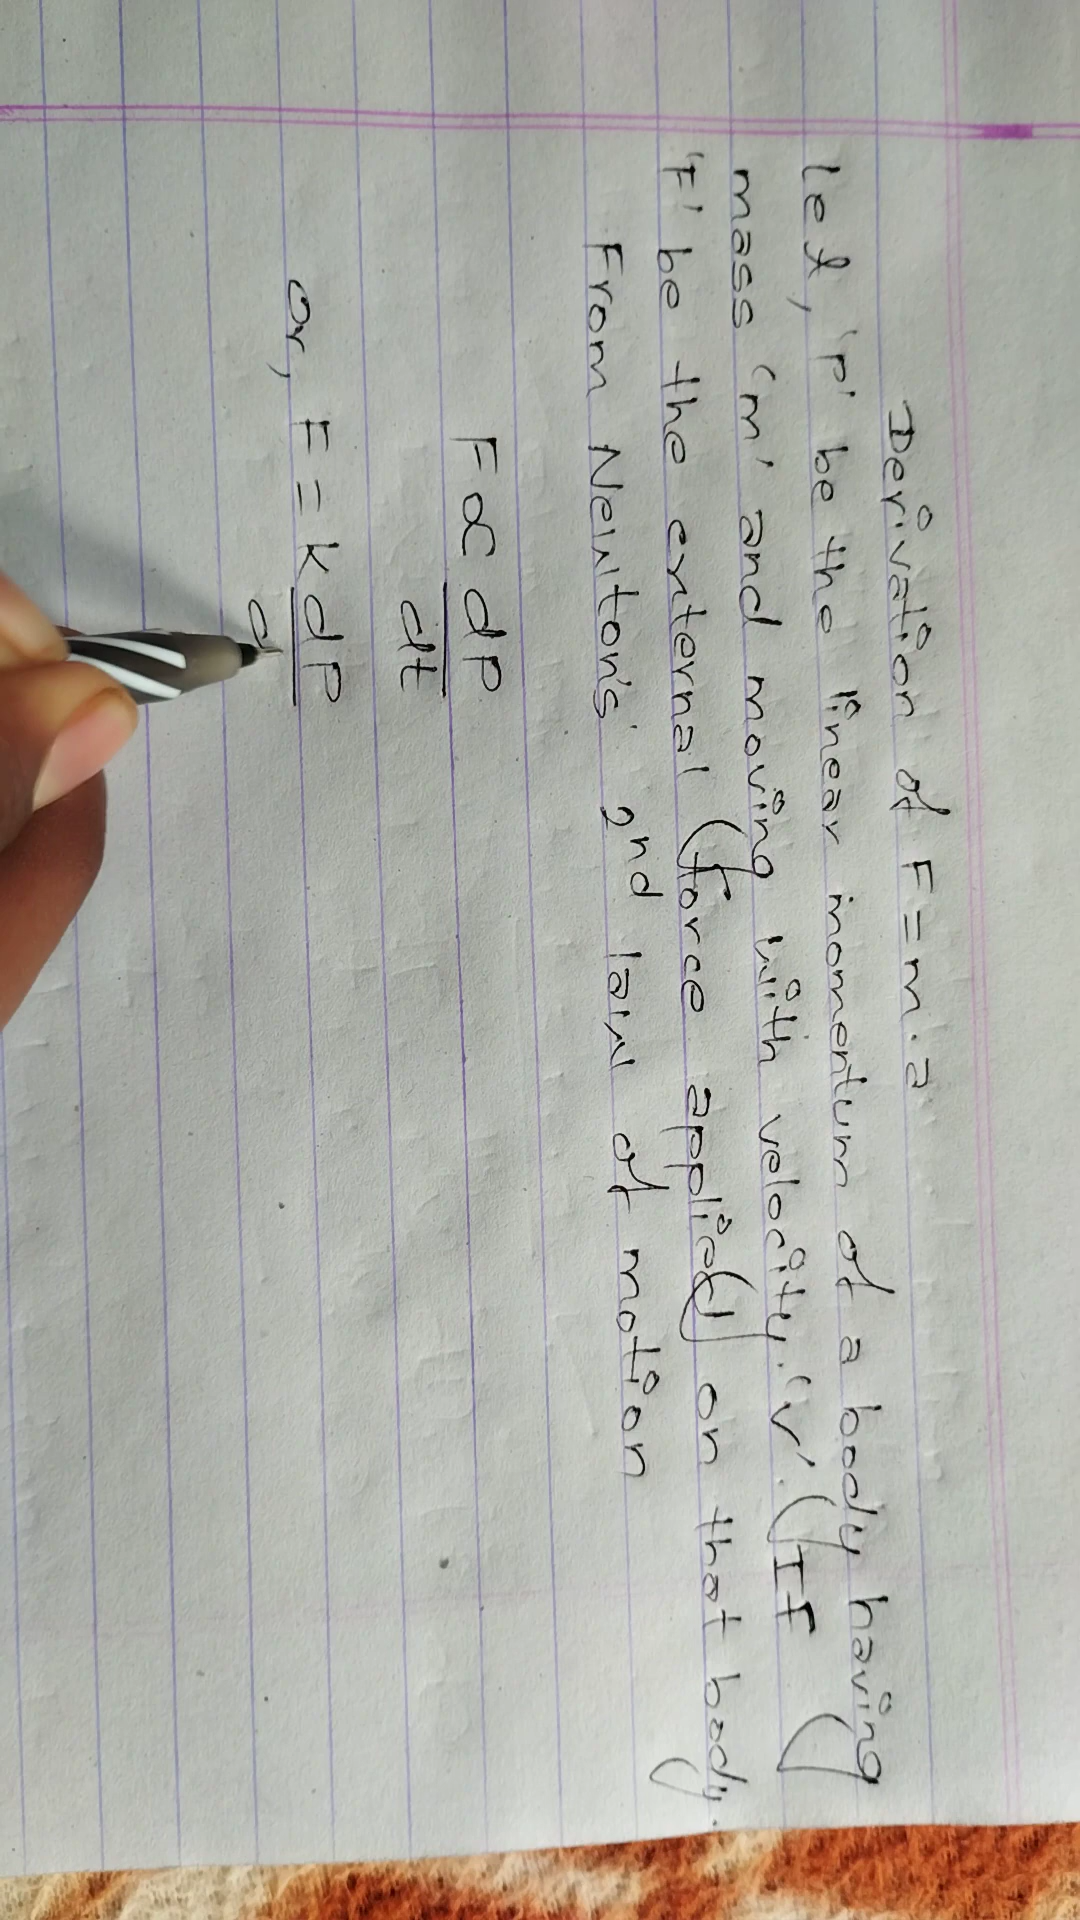 Derivation of F=m.a
Let, 'P' be the linear momentum of a body having
mass 'm' and moving with velocity 'v'. If
'F' be the external force applied on that body.
From Newton's 2nd law of motion
F ∝ dP
dt
or, F = k dP
d